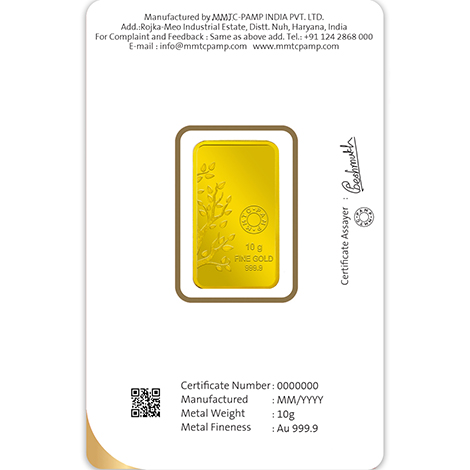 Manufactured by MMTC-PAMP INDIA PVT. LTD.
Add.:Rojka-Meo Industrial Estate, Distt. Nuh, Haryana, India
For Complaint and Feedback : Same as above add. Tel.: +91 124 2868 000
E-mail : info@mmtcpamp.com • www.mmtcpamp.com
10 g
FINE GOLD
999.9
Certificate Assayer :
Certificate Number : 0000000
Manufactured : MM/YYYY
Metal Weight : 10g
Metal Fineness : Au 999.9